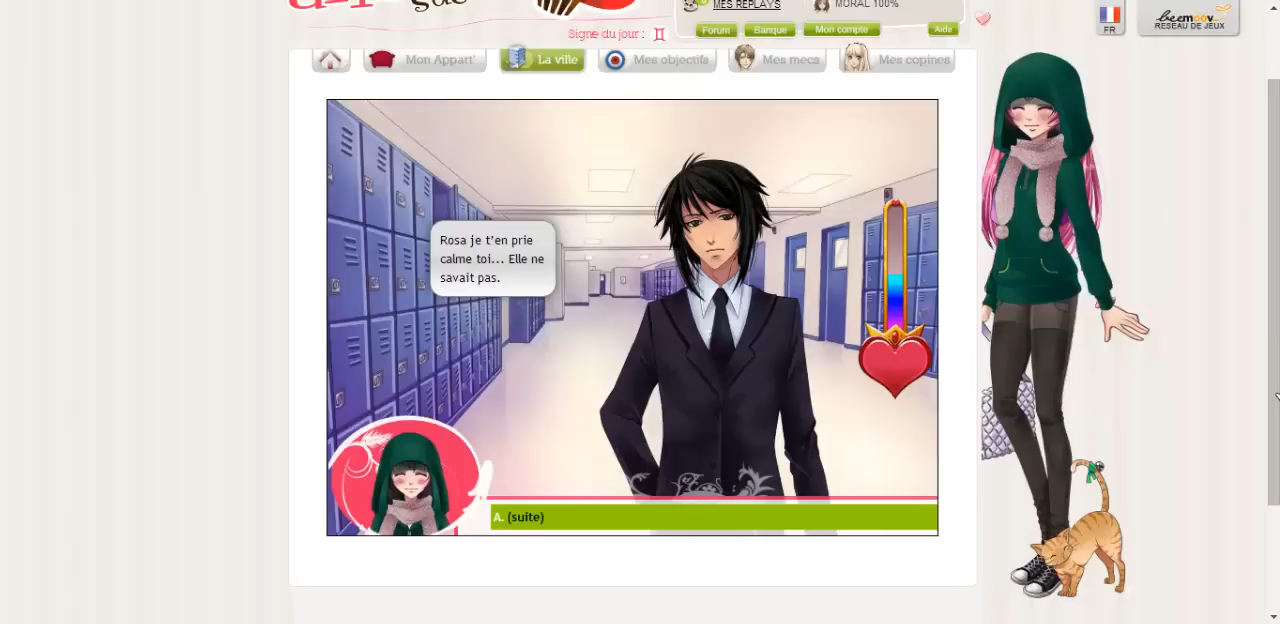 MES REPLAYS
MORAL 100%
Signe du jour :
Forum
Banque
Mon compte
Aide
FR
beemoov
RESEAU DE JEUX
Mon Appart'
La ville
Mes objectifs
Mes mecs
Mes copines
Rosa je t'en prie
calme toi... Elle ne
savait pas.
A. (suite)